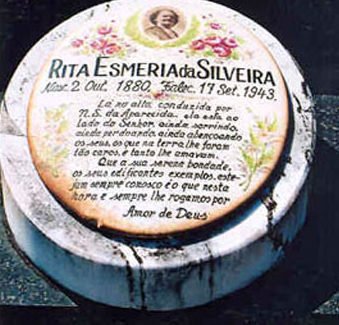 RITA ESMERIA da SILVEIRA
Nasc. 2 Out. 1880. Falec. 17 Set. 1943.
Lá no alto, conduzida por
N. S. da Aparecida, ela está ao
lado do Senhor, ainda sorrindo,
ainda perdoando, ainda abençoando
os seus, os que na terra lhe foram
tão caros, e tanto lhe amavam.
Que a sua serena bondade,
os seus edificantes exemplos, este-
jam sempre conosco é o que nesta
hora e sempre lhe rogamos por
Amor de Deus